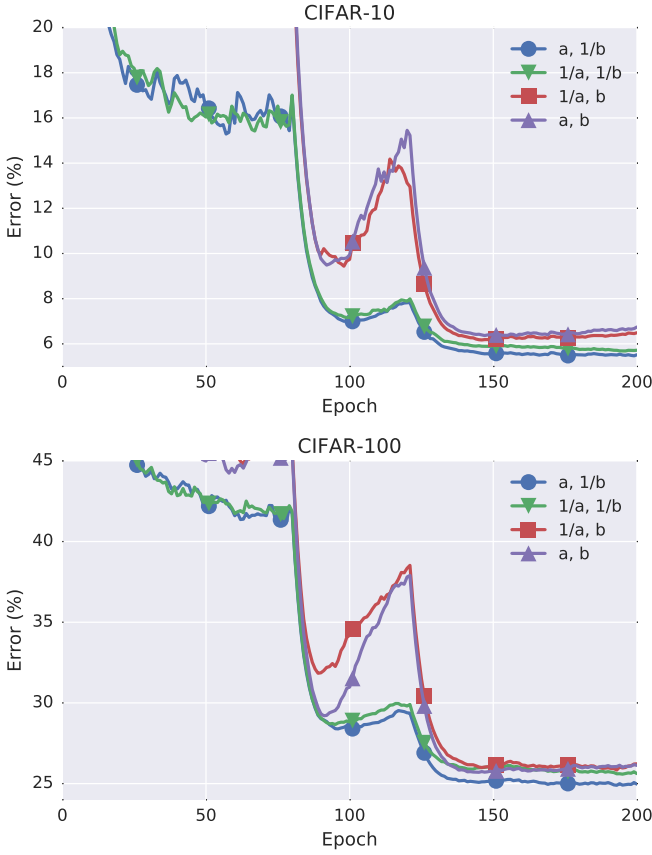 CIFAR-10
20
18
16
14
12
10
8
6
Error (%)
a, 1/b
1/a, 1/b
1/a, b
a, b
0 50 100 150 200
Epoch
CIFAR-100
45
40
35
30
25
Error (%)
a, 1/b
1/a, 1/b
1/a, b
a, b
0 50 100 150 200
Epoch